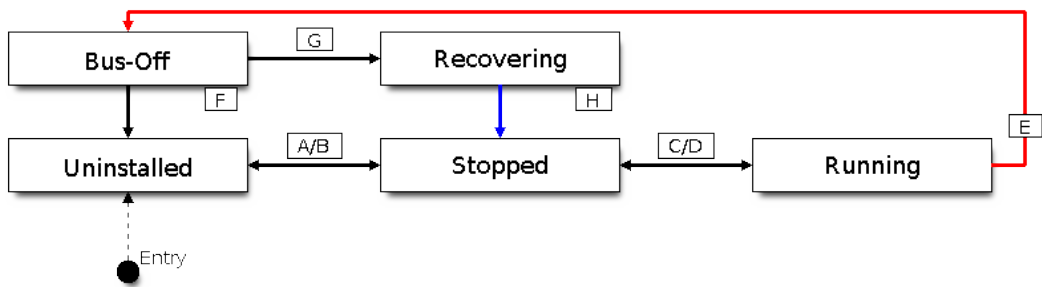 G
Bus-Off
Recovering
F
H
E
A/B
C/D
Uninstalled
Stopped
Running
Entry